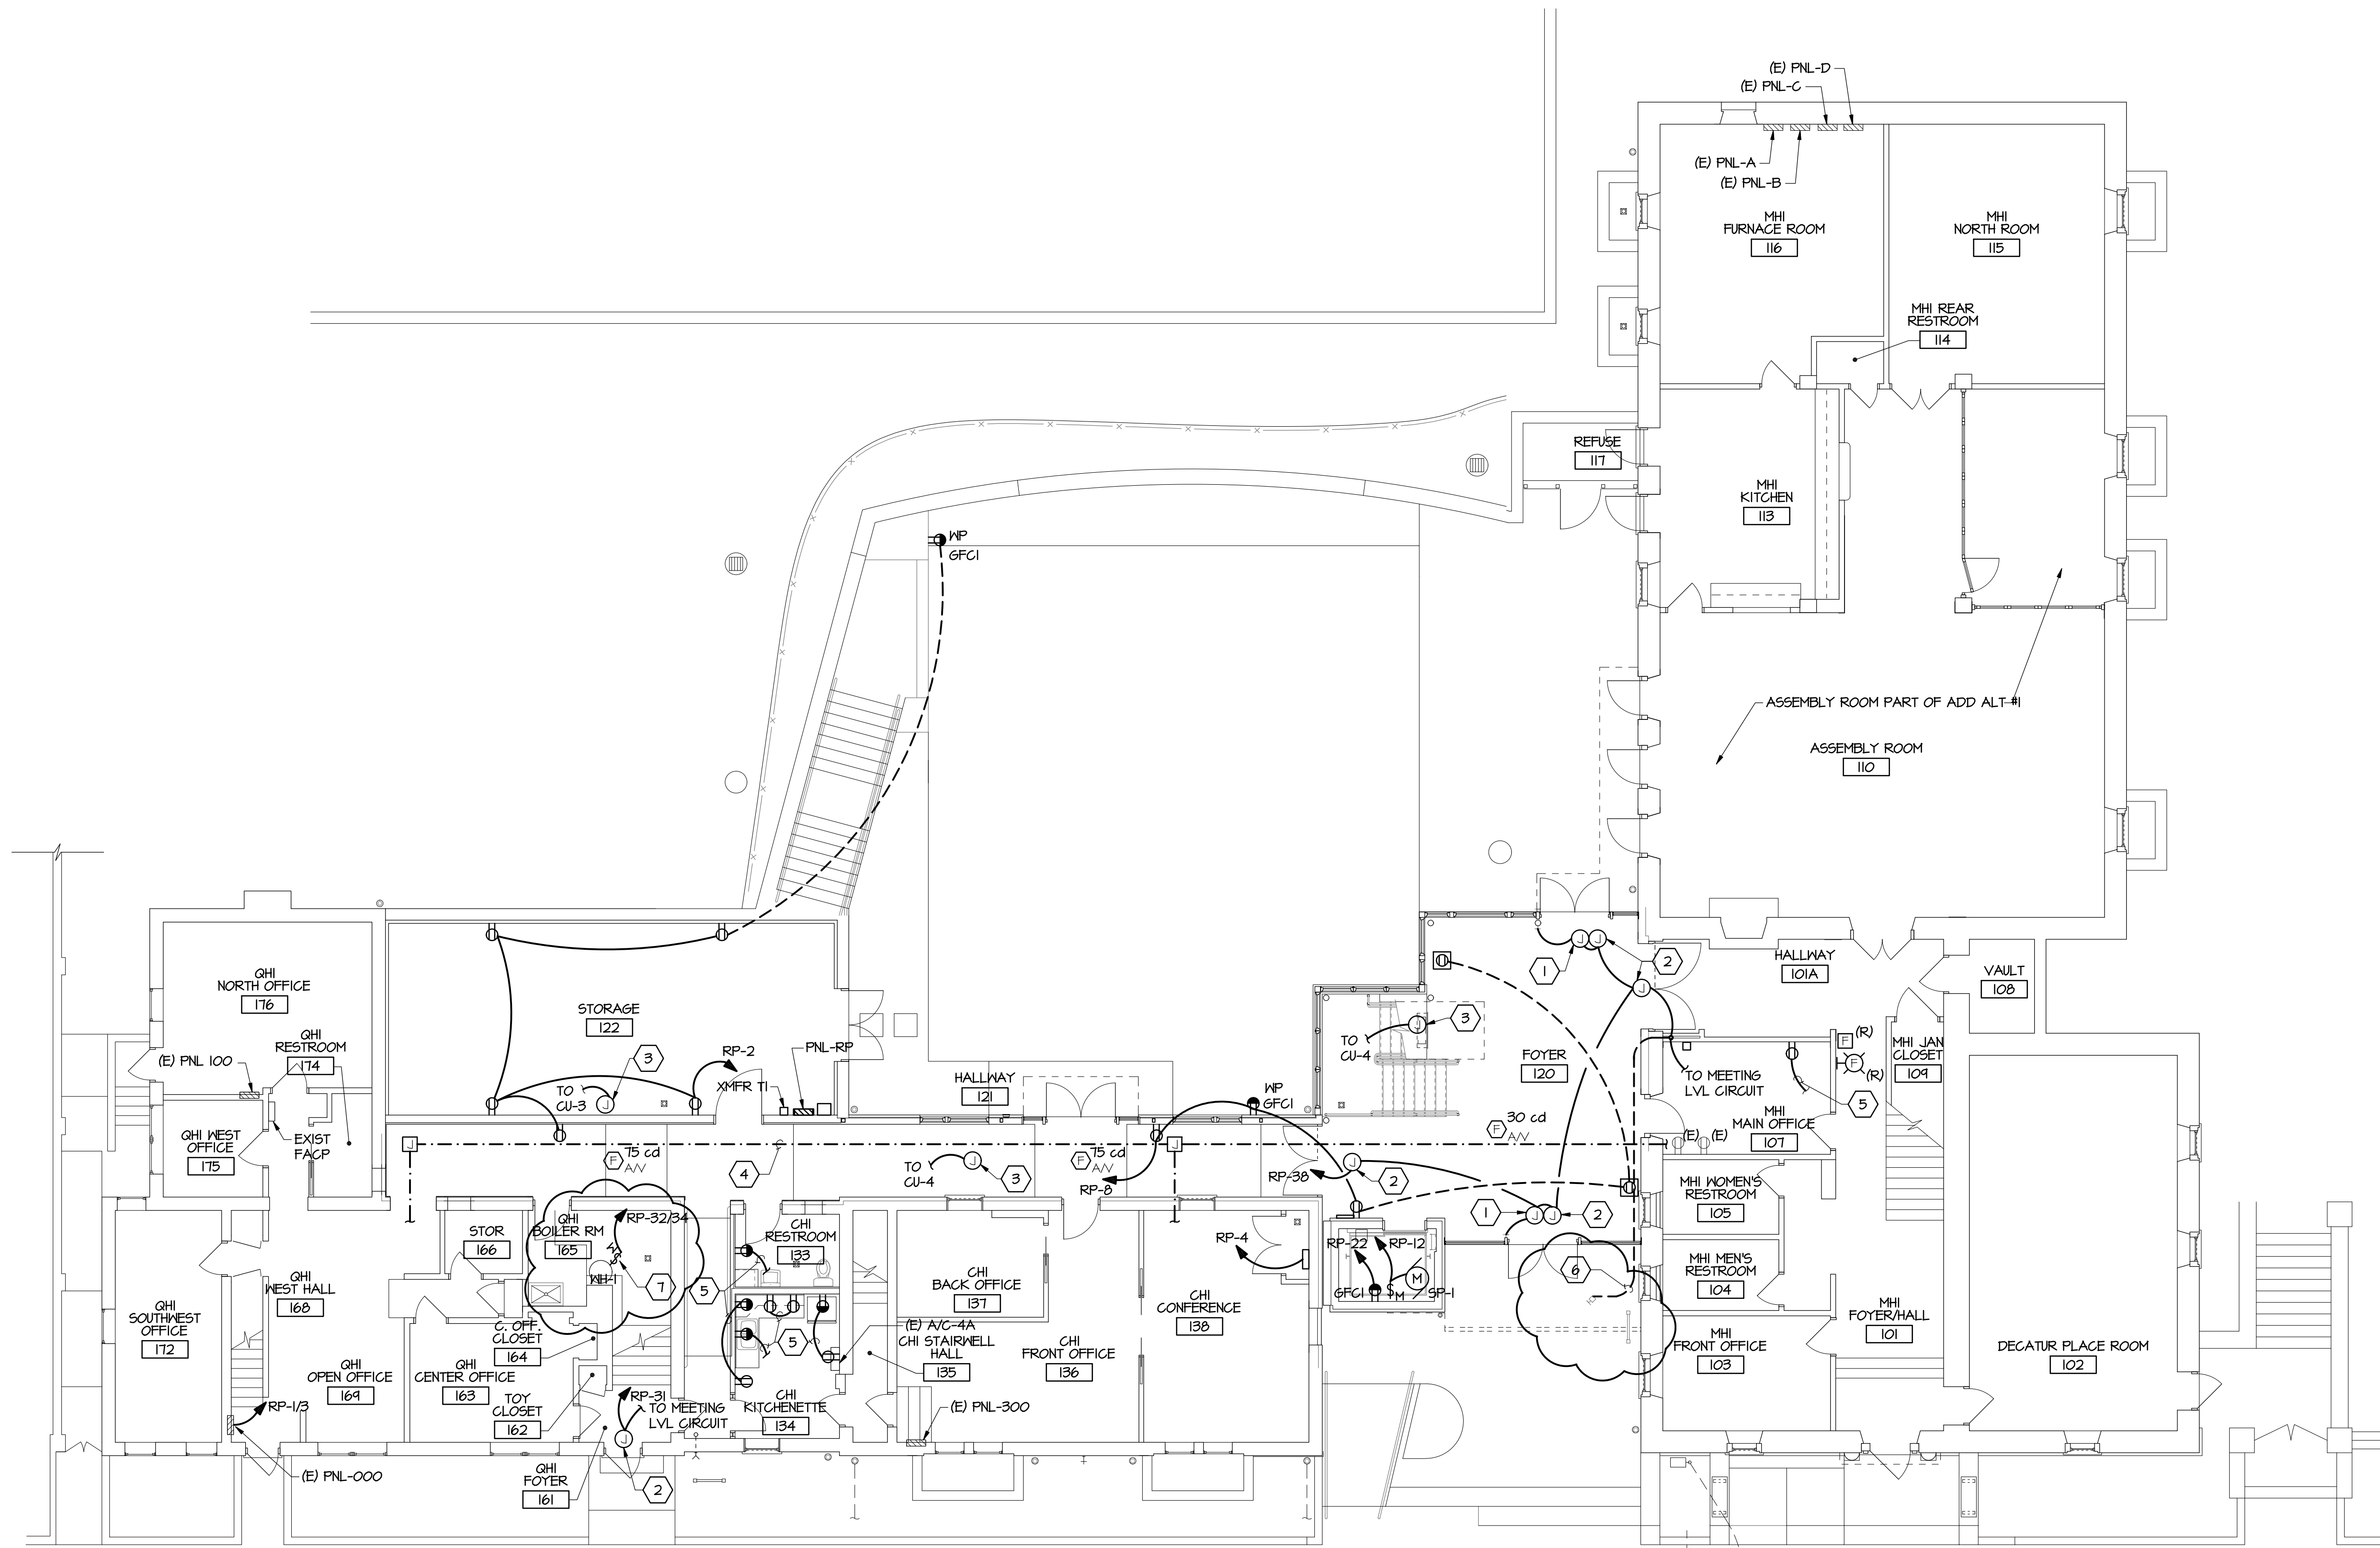 (E) PNL-D
(E) PNL-C
(E) PNL-A
(E) PNL-B
MHI
FURNACE ROOM
116
MHI
NORTH ROOM
115
MHI REAR
RESTROOM
114
REFUSE
117
MHI
KITCHEN
113
WP
GFCI
ASSEMBLY ROOM PART OF ADD ALT #1
ASSEMBLY ROOM
110
QHI
NORTH OFFICE
176
QHI
RESTROOM
174
(E) PNL 100
QHI WEST
OFFICE
175
EXIST
FACP
STORAGE
122
3
TO
CU-3
J
RP-2
XMFR T1
PNL-RP
HALLWAY
121
WP
GFCI
J
J
1
2
J
J
3
TO
CU-4
FOYER
120
HALLWAY
101A
VAULT
108
F
(R)
(R)
MHI JAN
CLOSET
109
TO MEETING
LVL CIRCUIT
5
MHI
MAIN OFFICE
107
(E)
(E)
F
30 cd
A/V
J
F
75 cd
A/V
4
TO
CU-4
J
3
F
75 cd
A/V
RP-8
J
RP-38
J
2
J
MHI WOMEN'S
RESTROOM
105
1
J
J
2
STOR
166
QHI
BOILER RM
165
RP-32/34
WH-1
7
CHI
RESTROOM
133
5
5
CHI
BACK OFFICE
137
RP-4
RP-22
RP-12
GFCI
$
M
M
SP-1
6
MHI MEN'S
RESTROOM
104
QHI
WEST HALL
168
QHI
SOUTHWEST
OFFICE
172
C. OFF.
CLOSET
164
QHI
OPEN OFFICE
169
QHI
CENTER OFFICE
163
TOY
CLOSET
162
RP-1/3
RP-31
TO MEETING
LVL CIRCUIT
J
2
CHI
KITCHENETTE
134
(E) A/C-4A
CHI STAIRWELL
HALL
135
CHI
FRONT OFFICE
136
CHI
CONFERENCE
138
(E) PNL-300
(E) PNL-000
QHI
FOYER
161
MHI
FRONT OFFICE
103
MHI
FOYER/HALL
101
DECATUR PLACE ROOM
102